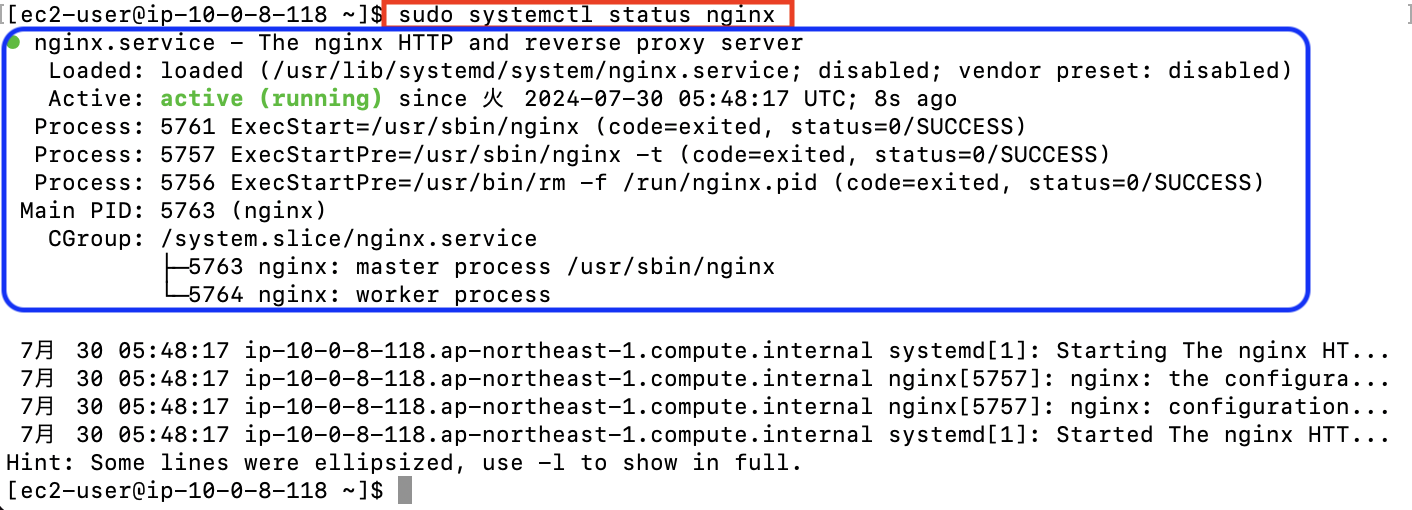 [[ec2-user@ip-10-0-8-118 ~]$ sudo systemctl status nginx ]
● nginx.service - The nginx HTTP and reverse proxy server
   Loaded: loaded (/usr/lib/systemd/system/nginx.service; disabled; vendor preset: disabled)
   Active: active (running) since 火 2024-07-30 05:48:17 UTC; 8s ago
  Process: 5761 ExecStart=/usr/sbin/nginx (code=exited, status=0/SUCCESS)
  Process: 5757 ExecStartPre=/usr/sbin/nginx -t (code=exited, status=0/SUCCESS)
  Process: 5756 ExecStartPre=/usr/bin/rm -f /run/nginx.pid (code=exited, status=0/SUCCESS)
 Main PID: 5763 (nginx)
   CGroup: /system.slice/nginx.service
           ├─5763 nginx: master process /usr/sbin/nginx
           └─5764 nginx: worker process
 7月 30 05:48:17 ip-10-0-8-118.ap-northeast-1.compute.internal systemd[1]: Starting The nginx HT...
 7月 30 05:48:17 ip-10-0-8-118.ap-northeast-1.compute.internal nginx[5757]: nginx: the configura...
 7月 30 05:48:17 ip-10-0-8-118.ap-northeast-1.compute.internal nginx[5757]: nginx: configuration...
 7月 30 05:48:17 ip-10-0-8-118.ap-northeast-1.compute.internal systemd[1]: Started The nginx HTT...
Hint: Some lines were ellipsized, use -l to show in full.
[ec2-user@ip-10-0-8-118 ~]$